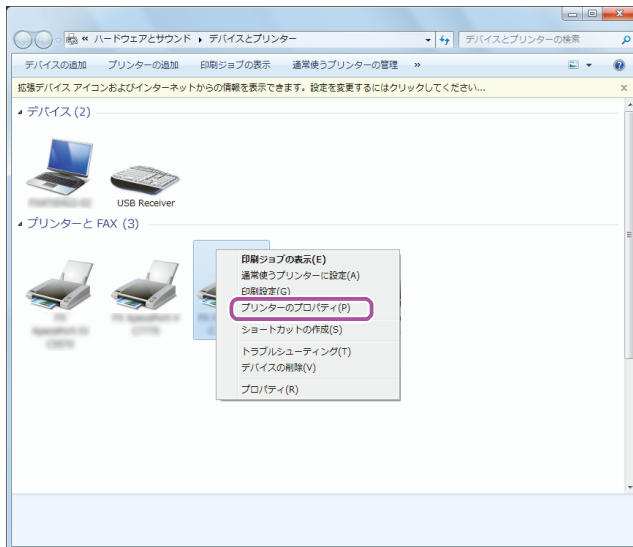 « ハードウェアとサウンド ▸ デバイスとプリンター
デバイスとプリンターの検索
デバイスの追加 プリンターの追加 印刷ジョブの表示 通常使うプリンターの管理 »
拡張デバイス アイコンおよびインターネットからの情報を表示できます。設定を変更するにはクリックしてください...
デバイス (2)
USB Receiver
プリンターと FAX (3)
印刷ジョブの表示(E)
通常使うプリンターに設定(A)
印刷設定(G)
プリンターのプロパティ(P)
ショートカットの作成(S)
トラブルシューティング(T)
デバイスの削除(V)
プロパティ(R)